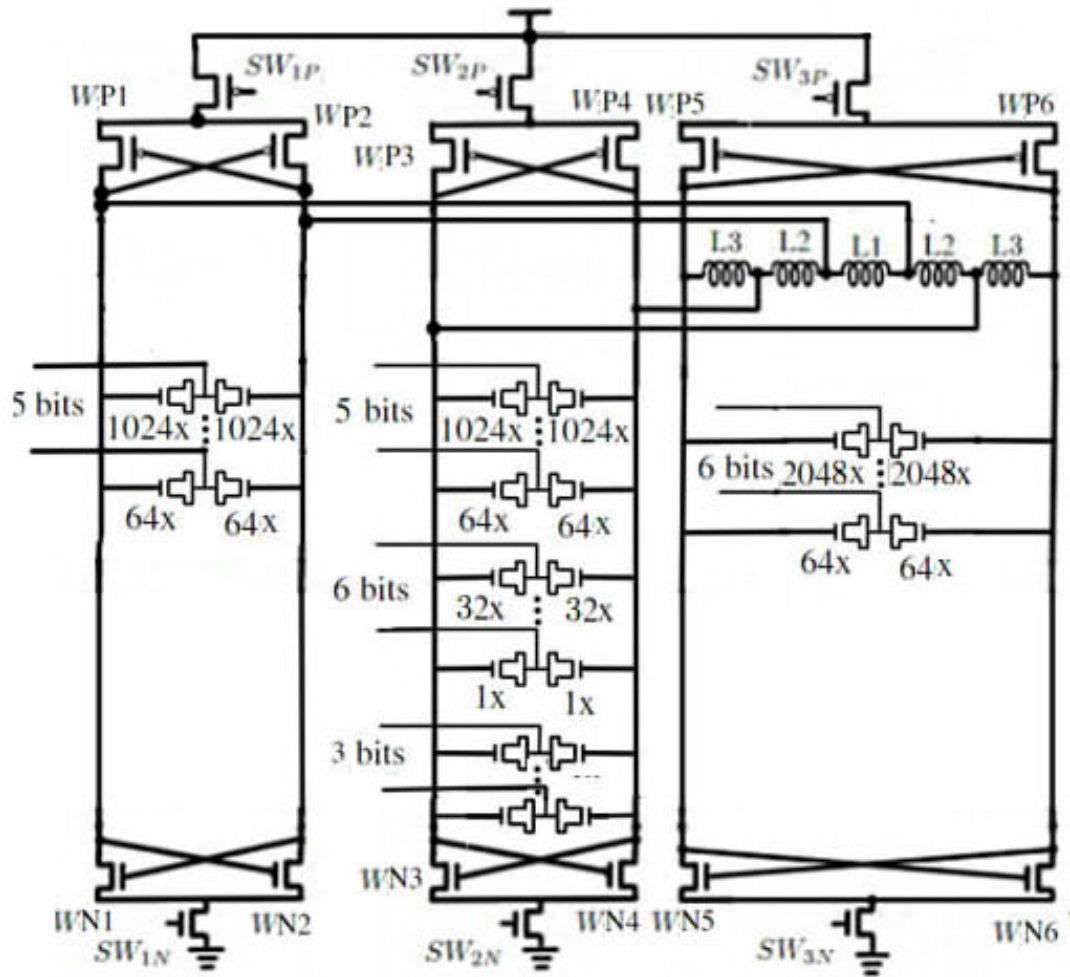 SW1P SW2P SW3P
WP1 WP2 WP3 WP4 WP5 WP6
L3 L2 L1 L2 L3
5 bits
1024x 1024x
64x 64x
5 bits
1024x 1024x
64x 64x
6 bits
32x 32x
1x 1x
3 bits
6 bits
2048x 2048x
64x 64x
WN1 WN2 WN3 WN4 WN5 WN6
SW1N SW2N SW3N